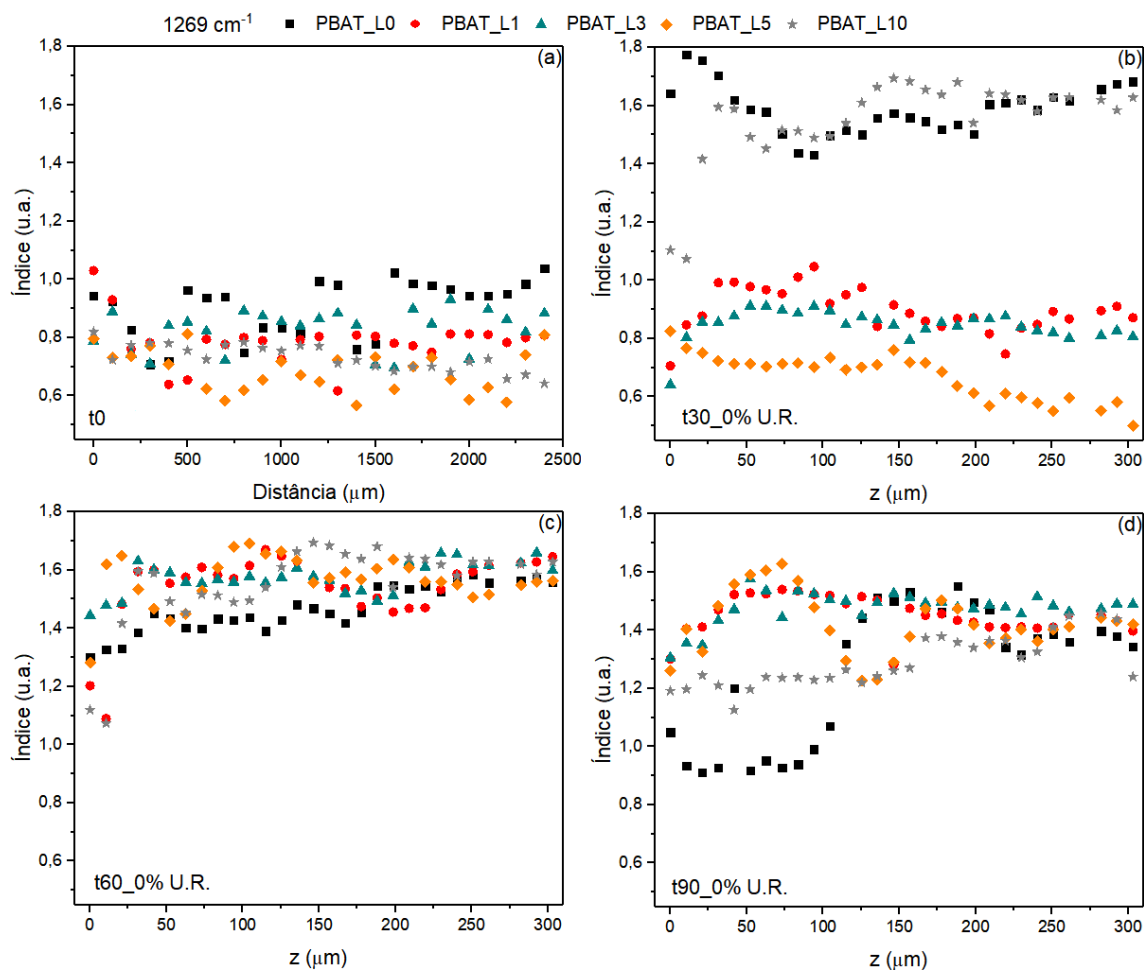 1269 cm⁻¹ PBAT_L0 PBAT_L1 PBAT_L3 PBAT_L5 PBAT_L10
(a)
1,8
1,6
1,4
1,2
1,0
0,8
0,6
Índice (u.a.)
t0
0 500 1000 1500 2000 2500
Distância (μm)
(b)
1,8
1,6
1,4
1,2
1,0
0,8
0,6
Índice (u.a.)
t30_0% U.R.
0 50 100 150 200 250 300
z (μm)
(c)
1,8
1,6
1,4
1,2
1,0
0,8
0,6
Índice (u.a.)
t60_0% U.R.
0 50 100 150 200 250 300
z (μm)
(d)
1,8
1,6
1,4
1,2
1,0
0,8
0,6
Índice (u.a.)
t90_0% U.R.
0 50 100 150 200 250 300
z (μm)